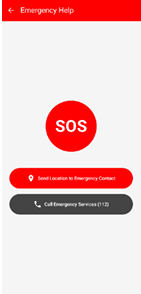 Emergency Help
SOS
Send Location to Emergency Contact
Call Emergency Services (112)